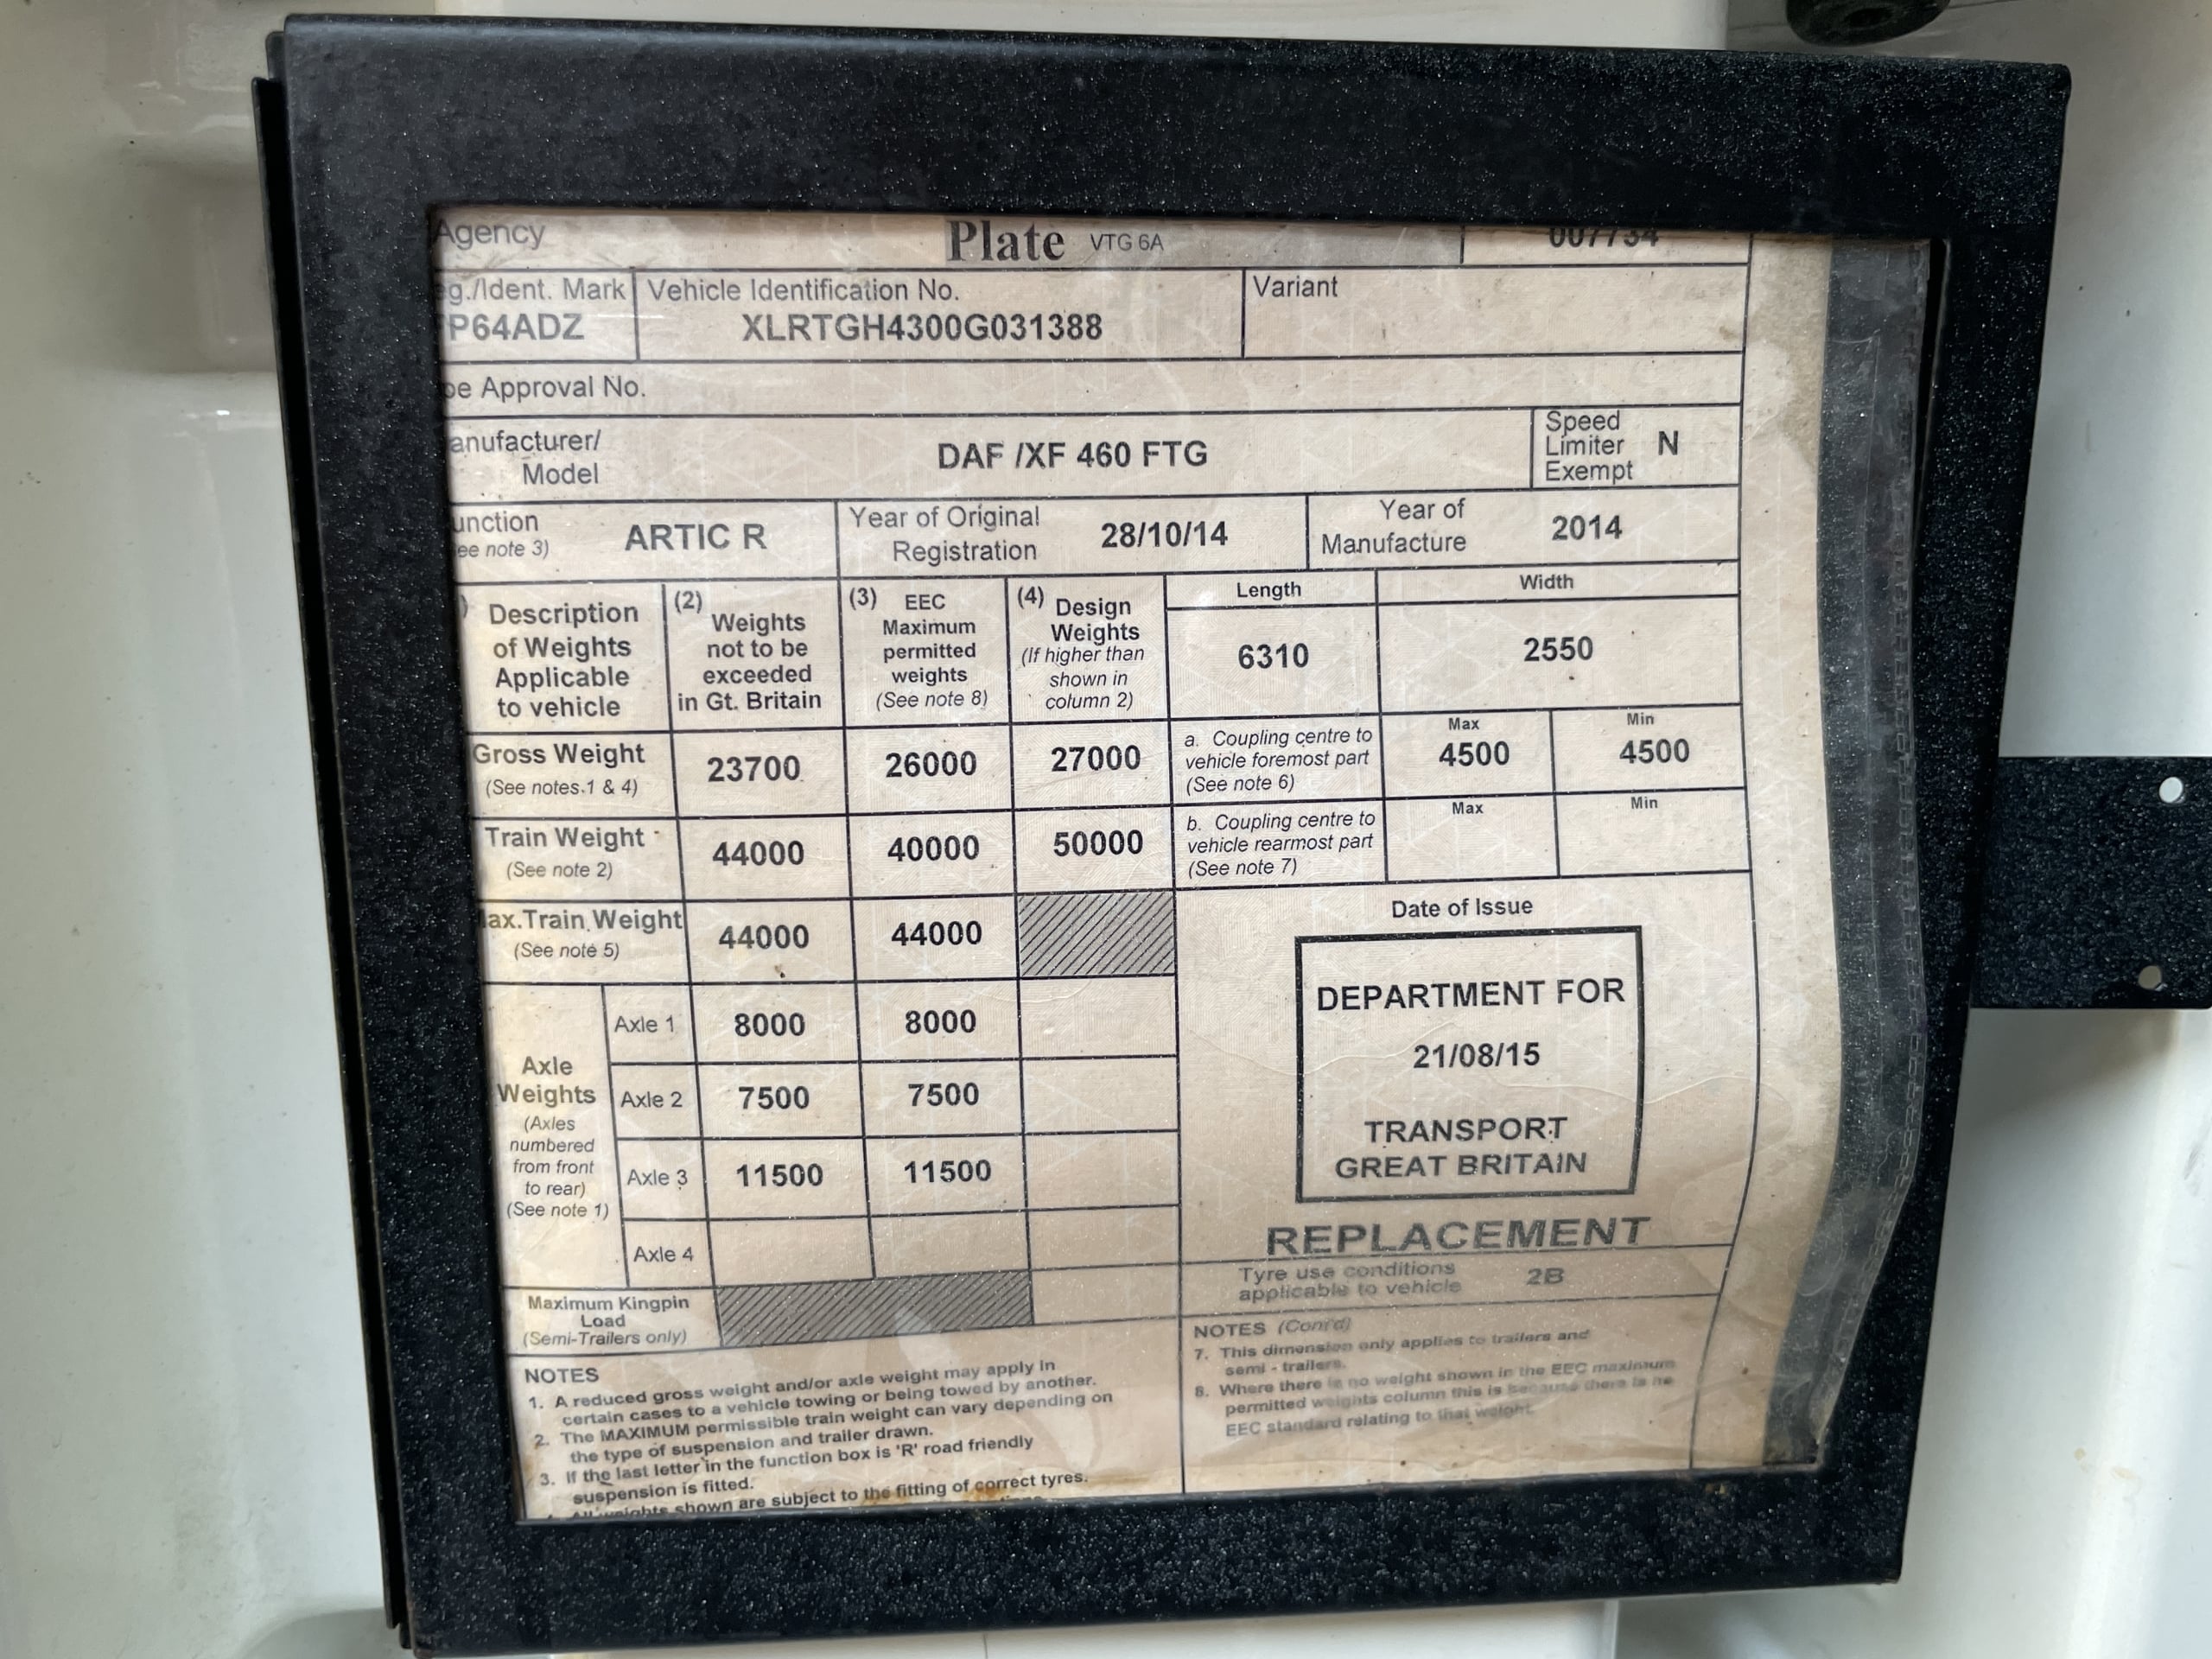 Agency
Plate VTG 6A
007734
g./Ident. Mark
P64ADZ
Vehicle Identification No.
XLRTGH4300G031388
Variant
pe Approval No.
anufacturer/
Model
DAF /XF 460 FTG
Speed
Limiter
Exempt
N
unction
ee note 3)
ARTIC R
Year of Original
Registration
28/10/14
Year of
Manufacture
2014
) Description
of Weights
Applicable
to vehicle
(2) Weights
not to be
exceeded
in Gt. Britain
(3) EEC
Maximum
permitted
weights
(See note 8)
(4) Design
Weights
(If higher than
shown in
column 2)
Length
6310
Width
2550
Gross Weight
(See notes 1 & 4)
23700
26000
27000
a. Coupling centre to
vehicle foremost part
(See note 6)
Max
4500
Min
4500
Train Weight
(See note 2)
44000
40000
50000
b. Coupling centre to
vehicle rearmost part
(See note 7)
Max
Min
ax.Train Weight
(See note 5)
44000
44000
Axle
Weights
(Axles
numbered
from front
to rear)
(See note 1)
Axle 1
8000
8000
Axle 2
7500
7500
Axle 3
11500
11500
Axle 4
Maximum Kingpin
Load
(Semi-Trailers only)
Date of Issue
DEPARTMENT FOR
21/08/15
TRANSPORT
GREAT BRITAIN
REPLACEMENT
Tyre use conditions
applicable to vehicle
2B
NOTES
1. A reduced gross weight and/or axle weight may apply in
certain cases to a vehicle towing or being towed by another.
2. The MAXIMUM permissible train weight can vary depending on
the type of suspension and trailer drawn.
3. If the last letter in the function box is 'R' road friendly
suspension is fitted.
4. All weights shown are subject to the fitting of correct tyres.
NOTES (Cont'd)
7. This dimension only applies to trailers and
semi - trailers.
8. Where there is no weight shown in the EEC maximum
permitted weights column this is because there is no
EEC standard relating to that weight.